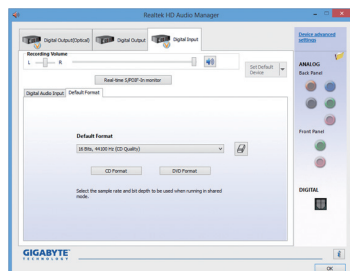 Realtek HD Audio Manager
Digital Output(Optical)
Digital Output
Digital Input
Device advanced settings
Recording Volume
L
R
Set Default Device
Real-time S/PDIF-In monitor
Digital Audio Input
Default Format
ANALOG
Back Panel
Default Format
16 Bits, 44100 Hz (CD Quality)
CD Format
DVD Format
Front Panel
Select the sample rate and bit depth to be used when running in shared
mode.
DIGITAL
GIGABYTE
TECHNOLOGY
OK